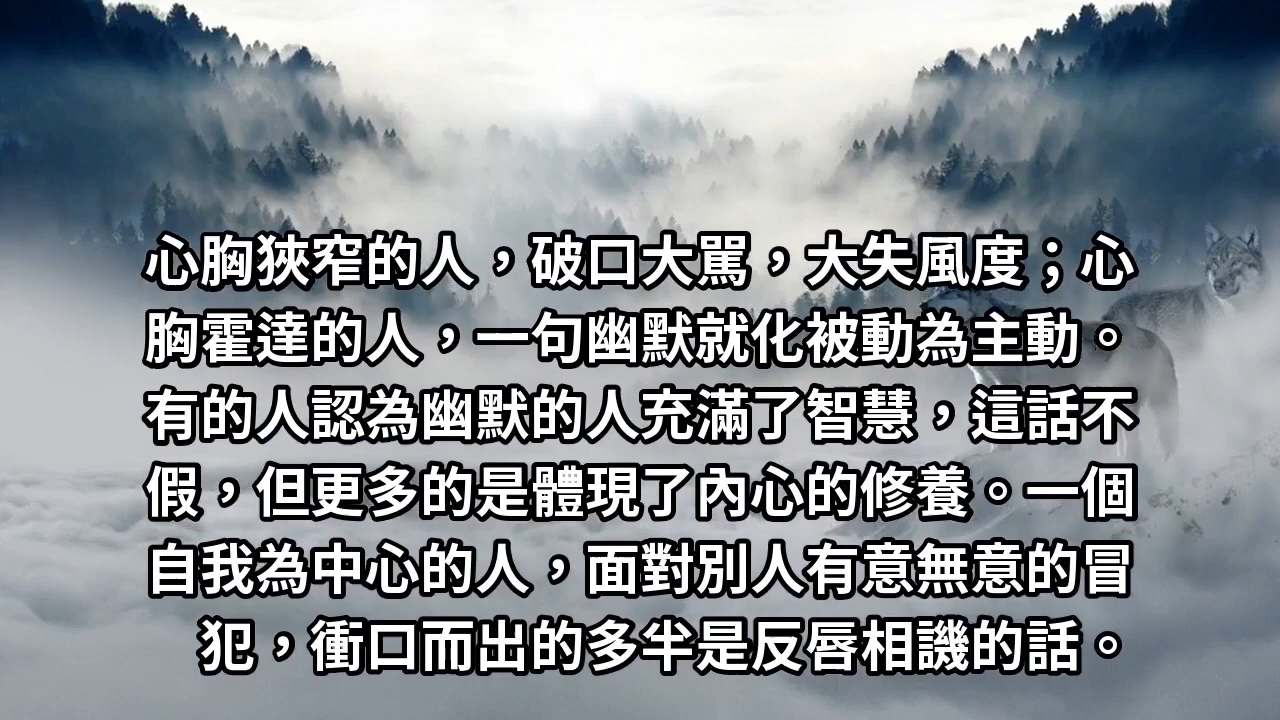 心胸狹窄的人，破口大罵，大失風度；心
胸霍達的人，一句幽默就化被動為主動。
有的人認為幽默的人充滿了智慧，這話不
假，但更多的是體現了內心的修養。一個
自我為中心的人，面對別人有意無意的冒
犯，衝口而出的多半是反唇相譏的話。